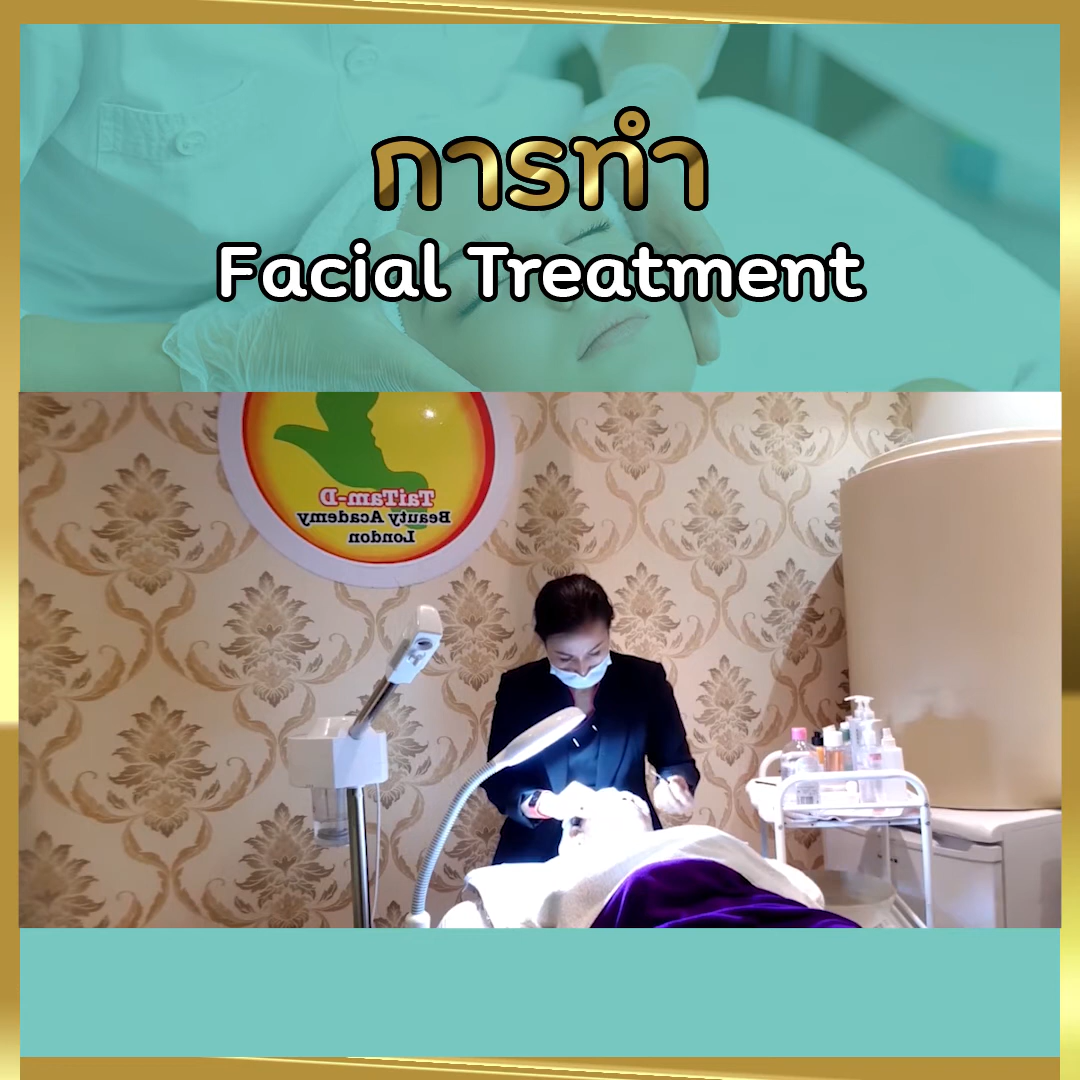 การทำ
Facial Treatment
TaiTam-D
Beauty Academy
London